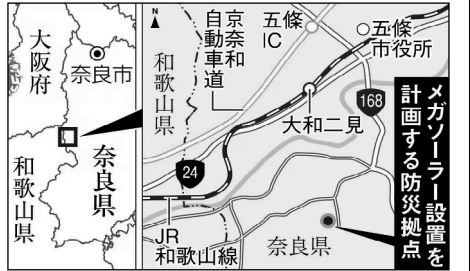 大阪府
奈良市
奈良県
和歌山県
N
京奈和
自動車道
五條
IC
五條
市役所
和歌山県
大和二見
168
24
JR
和歌山線
奈良県
メガソーラー設置を
計画する防災拠点